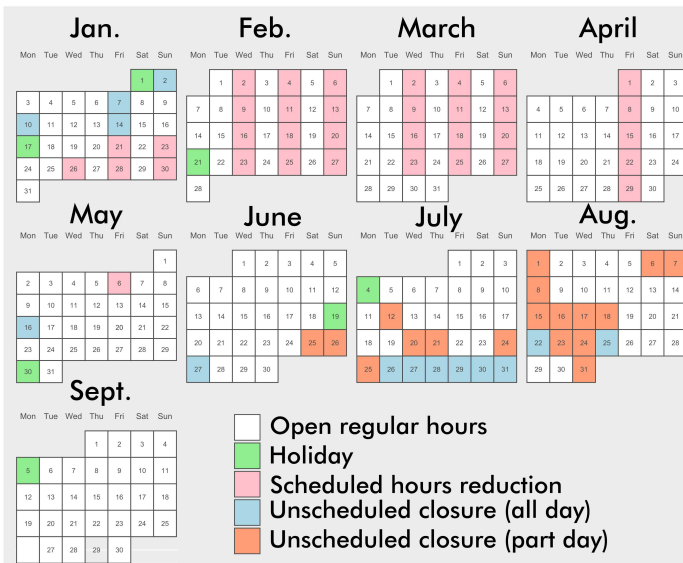 Jan. Feb. March April
Mon Tue Wed Thu Fri Sat Sun Mon Tue Wed Thu Fri Sat Sun Mon Tue Wed Thu Fri Sat Sun Mon Tue Wed Thu Fri Sat Sun
1 2 1 2 3 4 5 6 1 2 3 4 5 6 1 2 3
3 4 5 6 7 8 9 7 8 9 10 11 12 13 7 8 9 10 11 12 13 4 5 6 7 8 9 10
10 11 12 13 14 15 16 14 15 16 17 18 19 20 14 15 16 17 18 19 20 11 12 13 14 15 16 17
17 18 19 20 21 22 23 21 22 23 24 25 26 27 21 22 23 24 25 26 27 18 19 20 21 22 23 24
24 25 26 27 28 29 30 28 28 29 30 31 25 26 27 28 29 30
31
May June July Aug.
Mon Tue Wed Thu Fri Sat Sun Mon Tue Wed Thu Fri Sat Sun Mon Tue Wed Thu Fri Sat Sun Mon Tue Wed Thu Fri Sat Sun
1 1 2 3 4 5 1 2 3 1 2 3 4 5 6 7
2 3 4 5 6 7 8 6 7 8 9 10 11 12 4 5 6 7 8 9 10 8 9 10 11 12 13 14
9 10 11 12 13 14 15 13 14 15 16 17 18 19 11 12 13 14 15 16 17 15 16 17 18 19 20 21
16 17 18 19 20 21 22 20 21 22 23 24 25 26 18 19 20 21 22 23 24 22 23 24 25 25 26 27 28
23 24 25 26 27 28 29 27 28 29 30 25 26 27 28 29 30 31 29 30 31
30 31
Sept.
Mon Tue Wed Thu Fri Sat Sun
1 2 3 4
5 6 7 8 9 10 11
12 13 14 15 16 17 18
19 20 21 22 23 24 25
27 28 29 30
Open regular hours
Holiday
Scheduled hours reduction
Unscheduled closure (all day)
Unscheduled closure (part day)